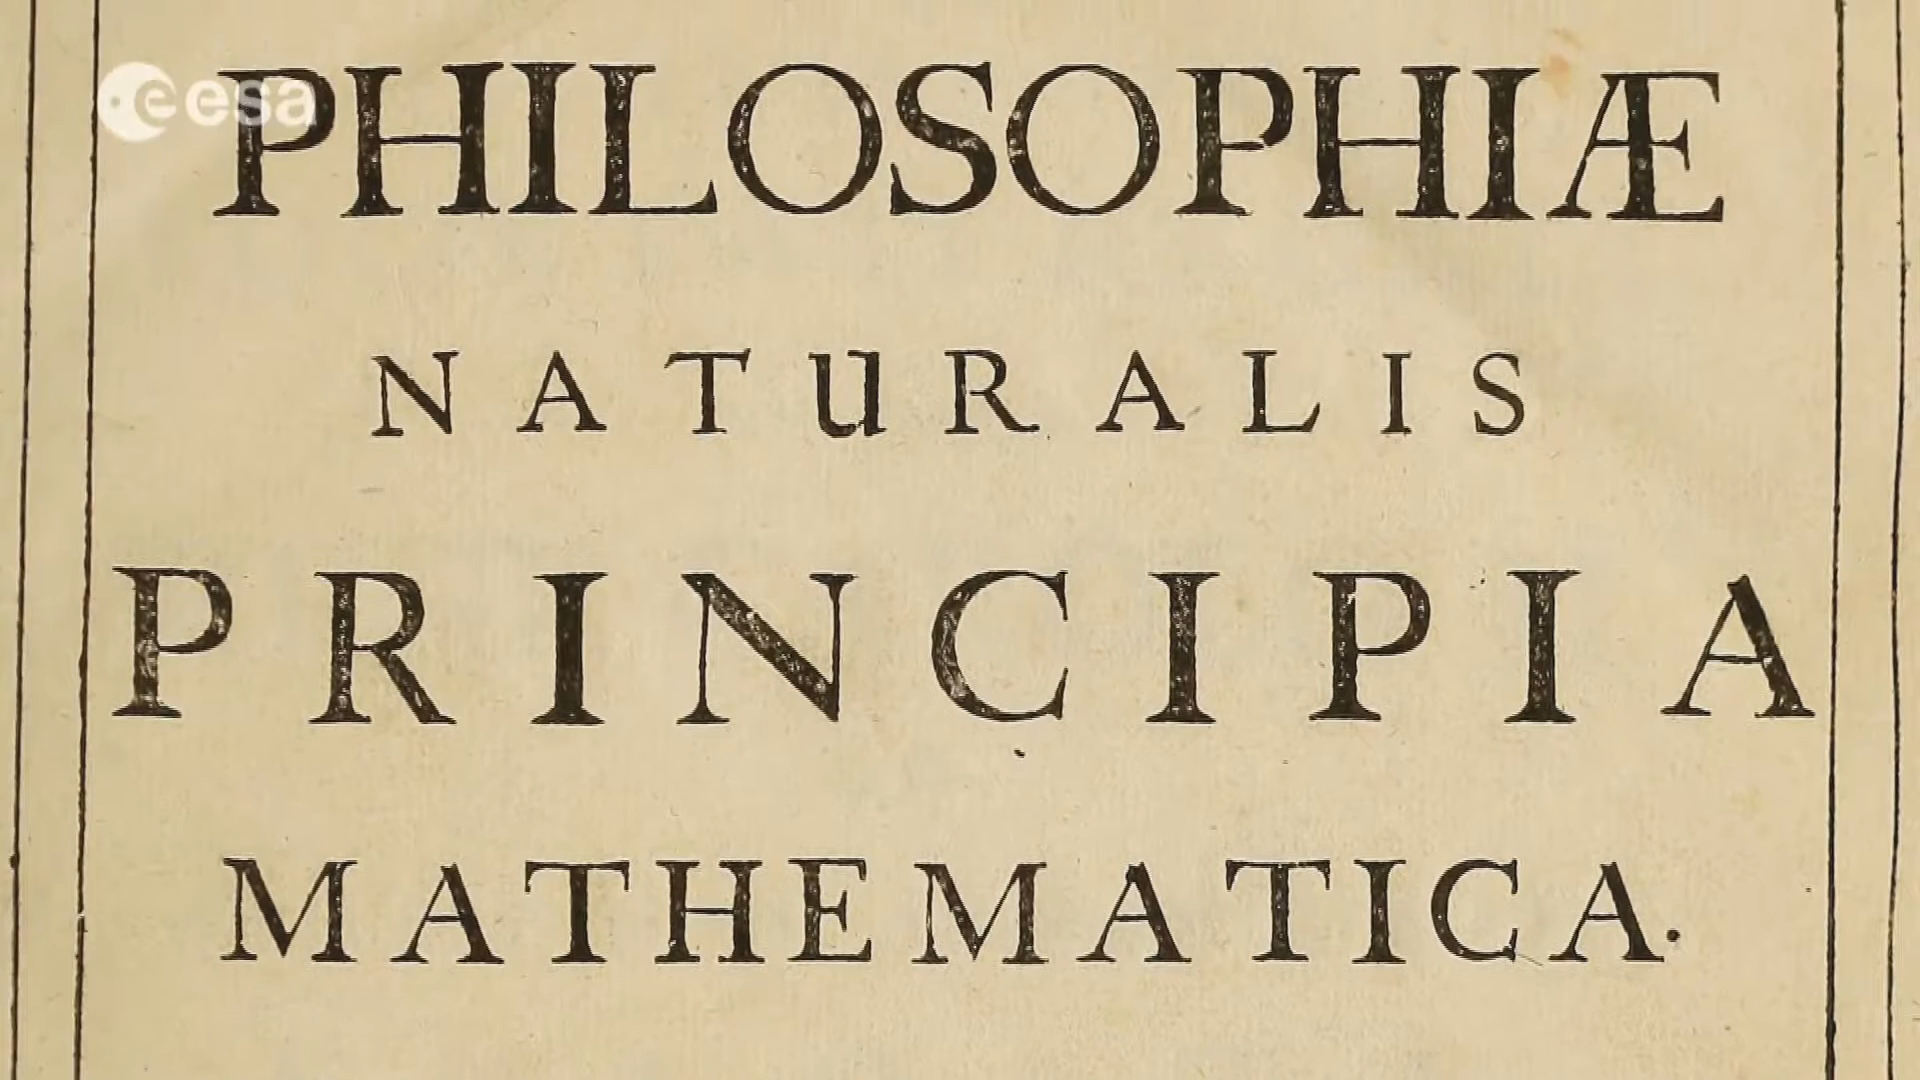 esa
PHILOSOPHIÆ
NATURALIS
PRINCIPIA
MATHEMATICA.